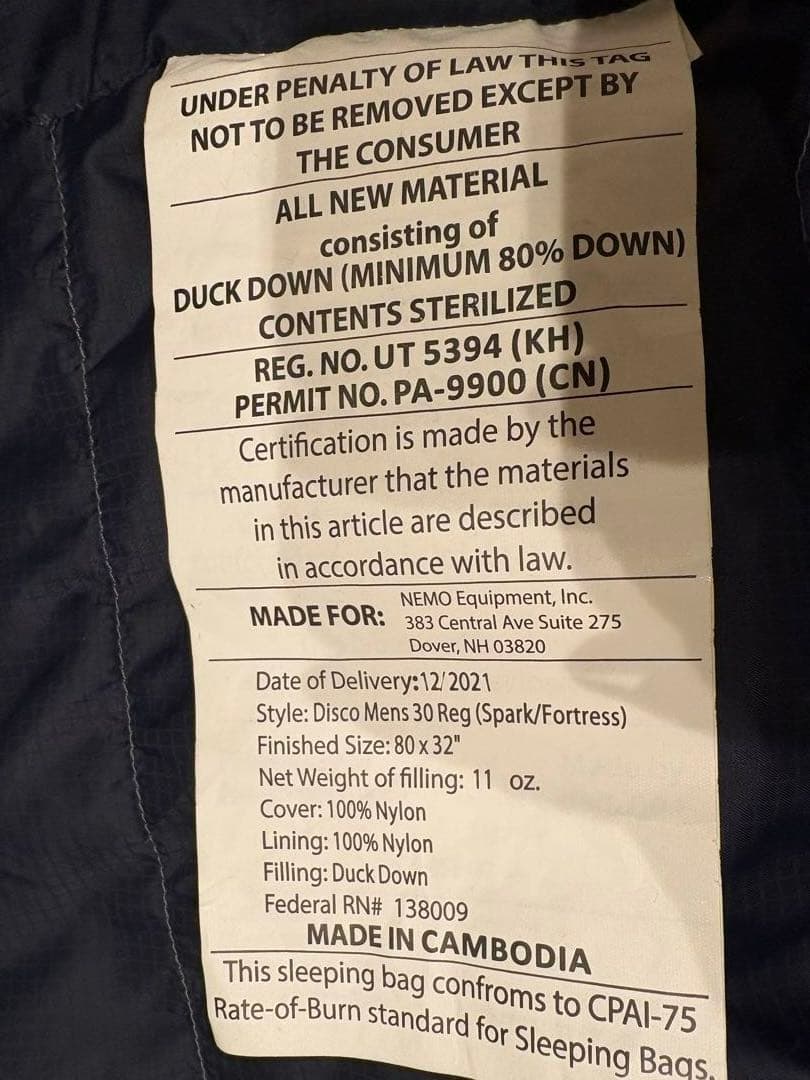 UNDER PENALTY OF LAW THIS TAG
NOT TO BE REMOVED EXCEPT BY
THE CONSUMER
ALL NEW MATERIAL
consisting of
DUCK DOWN (MINIMUM 80% DOWN)
CONTENTS STERILIZED
REG. NO. UT 5394 (KH)
PERMIT NO. PA-9900 (CN)
Certification is made by the
manufacturer that the materials
in this article are described
in accordance with law.
MADE FOR: NEMO Equipment, Inc.
383 Central Ave Suite 275
Dover, NH 03820
Date of Delivery:12/2021
Style: Disco Mens 30 Reg (Spark/Fortress)
Finished Size: 80 x 32"
Net Weight of filling: 11 oz.
Cover: 100% Nylon
Lining: 100% Nylon
Filling: Duck Down
Federal RN# 138009
MADE IN CAMBODIA
This sleeping bag confroms to CPAI-75
Rate-of-Burn standard for Sleeping Bags.